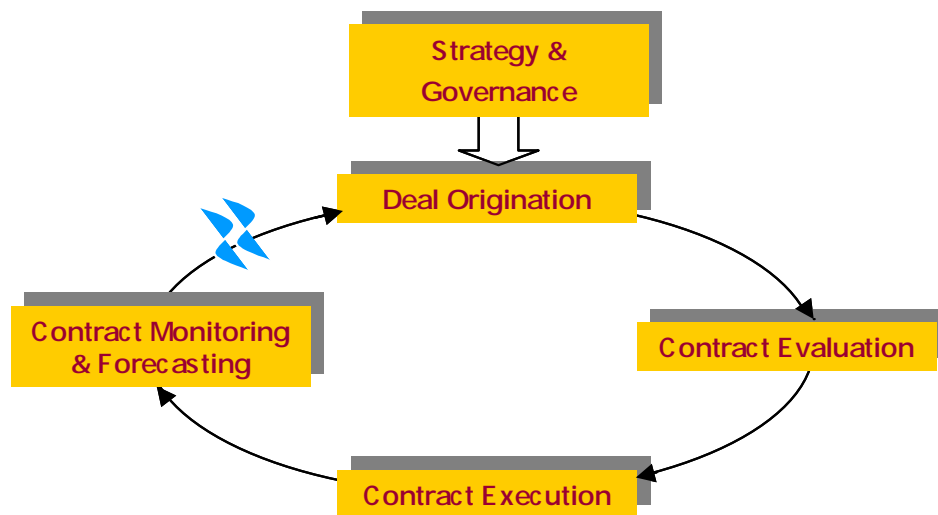 Strategy &
Governance
Deal Origination
Contract Monitoring
& Forecasting
Contract Evaluation
Contract Execution